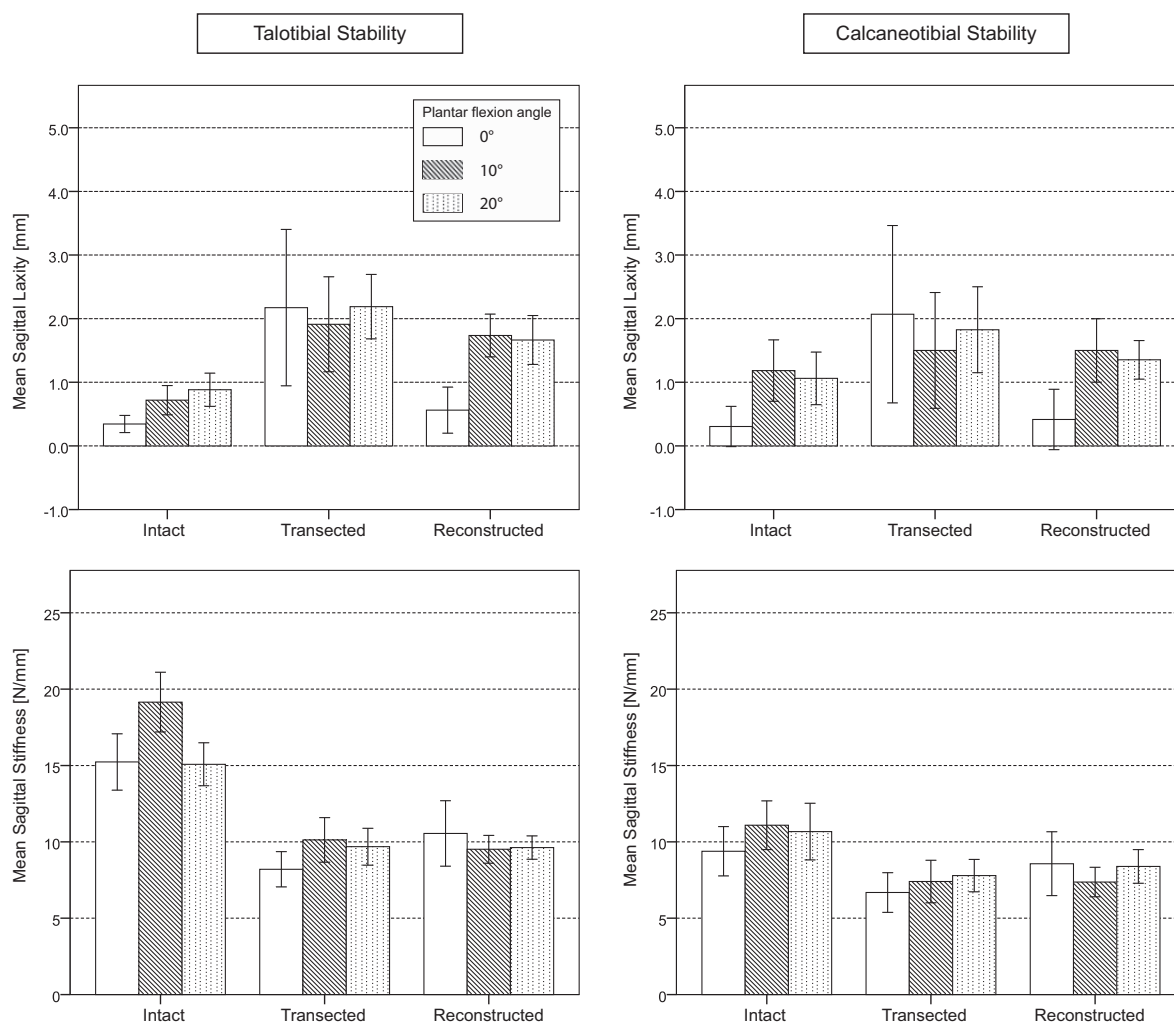 Talotibial Stability
Calcaneotibial Stability
Mean Sagittal Laxity [mm]
5.0
4.0
3.0
2.0
1.0
0.0
-1.0
Plantar flexion angle
0°
10°
20°
Intact
Transected
Reconstructed
Mean Sagittal Laxity [mm]
5.0
4.0
3.0
2.0
1.0
0.0
-1.0
Intact
Transected
Reconstructed
Mean Sagittal Stiffness [N/mm]
25
20
15
10
5
0
Intact
Transected
Reconstructed
Mean Sagittal Stiffness [N/mm]
25
20
15
10
5
0
Intact
Transected
Reconstructed